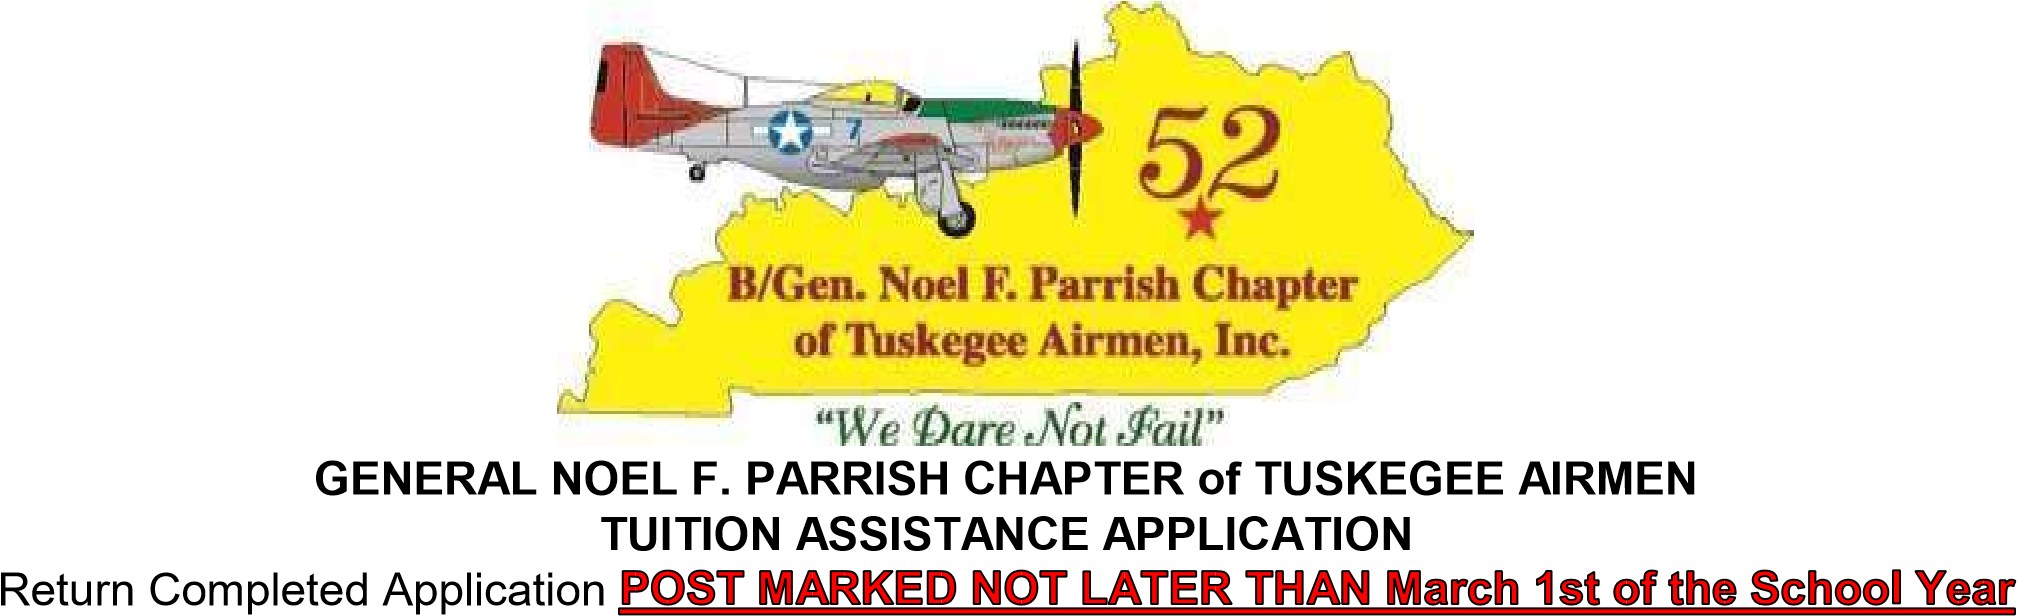 52
7
B/Gen. Noel F. Parrish Chapter
of Tuskegee Airmen, Inc.
“We Dare Not Fail”
GENERAL NOEL F. PARRISH CHAPTER of TUSKEGEE AIRMEN
TUITION ASSISTANCE APPLICATION
Return Completed Application POST MARKED NOT LATER THAN March 1st of the School Year